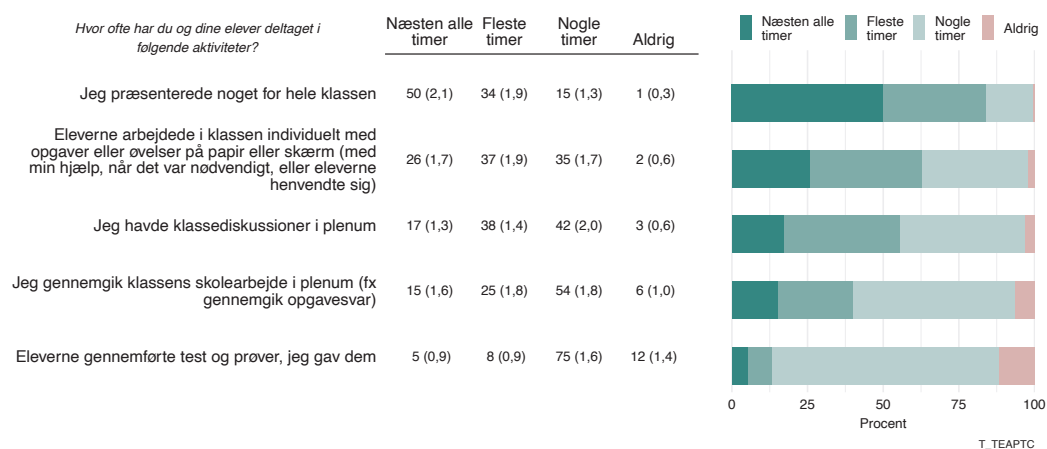 Hvor ofte har du og dine elever deltaget i
følgende aktiviteter?
Næsten alle
timer
Fleste
timer
Nogle
timer
Aldrig
Næsten alle
timer
Fleste
timer
Nogle
timer
Aldrig
Jeg præsenterede noget for hele klassen 50 (2,1) 34 (1,9) 15 (1,3) 1 (0,3)
Eleverne arbejdede i klassen individuelt med
opgaver eller øvelser på papir eller skærm (med
min hjælp, når det var nødvendigt, eller eleverne
henvendte sig)
26 (1,7) 37 (1,9) 35 (1,7) 2 (0,6)
Jeg havde klassediskussioner i plenum 17 (1,3) 38 (1,4) 42 (2,0) 3 (0,6)
Jeg gennemgik klassens skolearbejde i plenum (fx
gennemgik opgavesvar)
15 (1,6) 25 (1,8) 54 (1,8) 6 (1,0)
Eleverne gennemførte test og prøver, jeg gav dem 5 (0,9) 8 (0,9) 75 (1,6) 12 (1,4)
0 25 50 75 100
Procent
T_TEAPTC